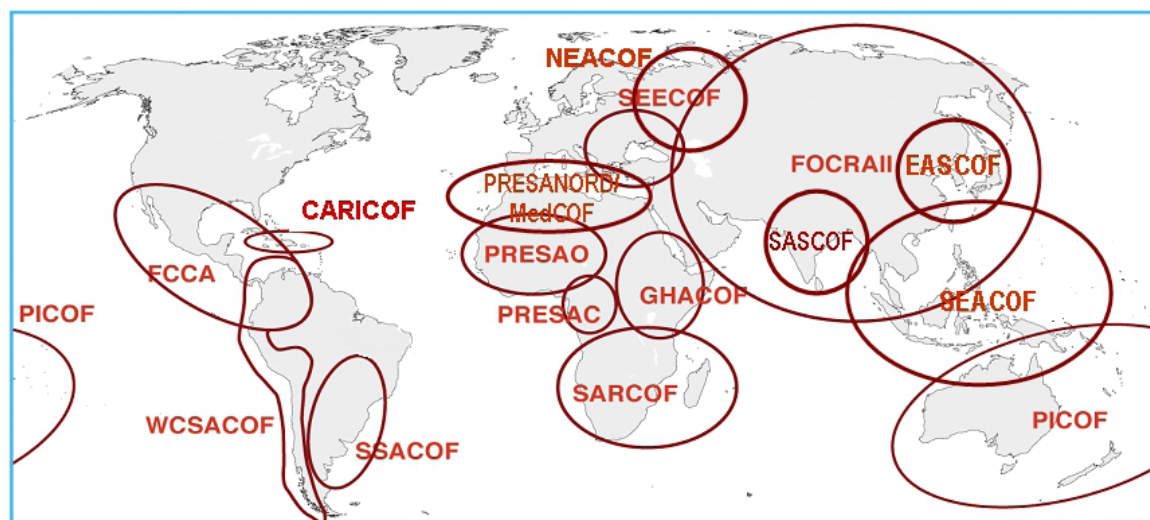 NEACOF
SEECOF
FOCRAII
EASCOF
PRESANORD/
MedCOF
CARICOF
SASCOF
PRESAO
FCCA
GHACOF
SEACOF
PICOF
PRESAC
SARCOF
WCSACOF
PICOF
SSACOF